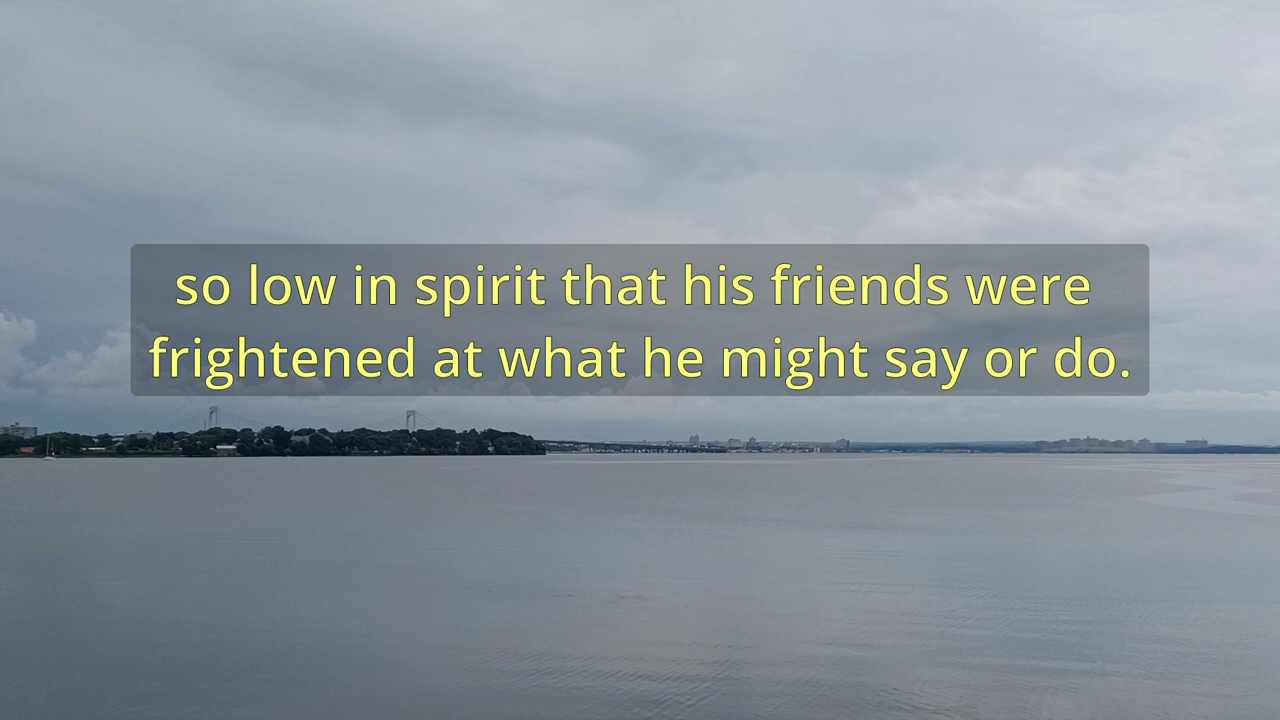 so low in spirit that his friends were
frightened at what he might say or do.